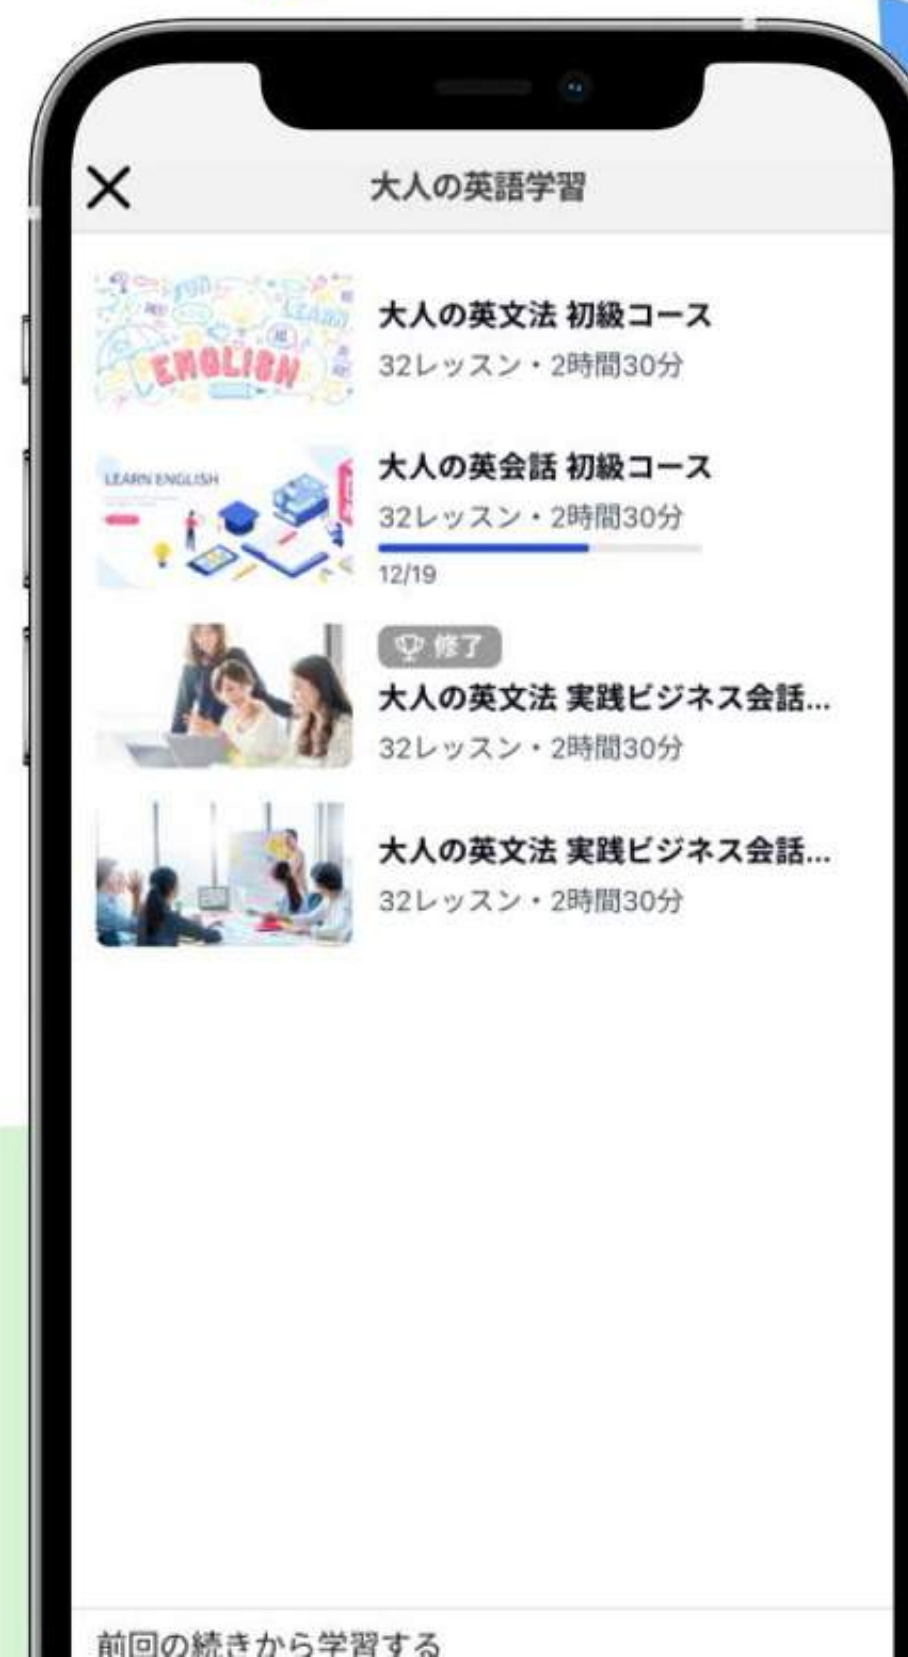 大人の英語学習
FUN
LEARN
ENGLISH
大人の英文法 初級コース
32レッスン・2時間30分
LEARN ENGLISH
大人の英会話 初級コース
32レッスン・2時間30分
12/19
修了
大人の英文法 実践ビジネス会話...
32レッスン・2時間30分
大人の英文法 実践ビジネス会話...
32レッスン・2時間30分
前回の続きから学習する